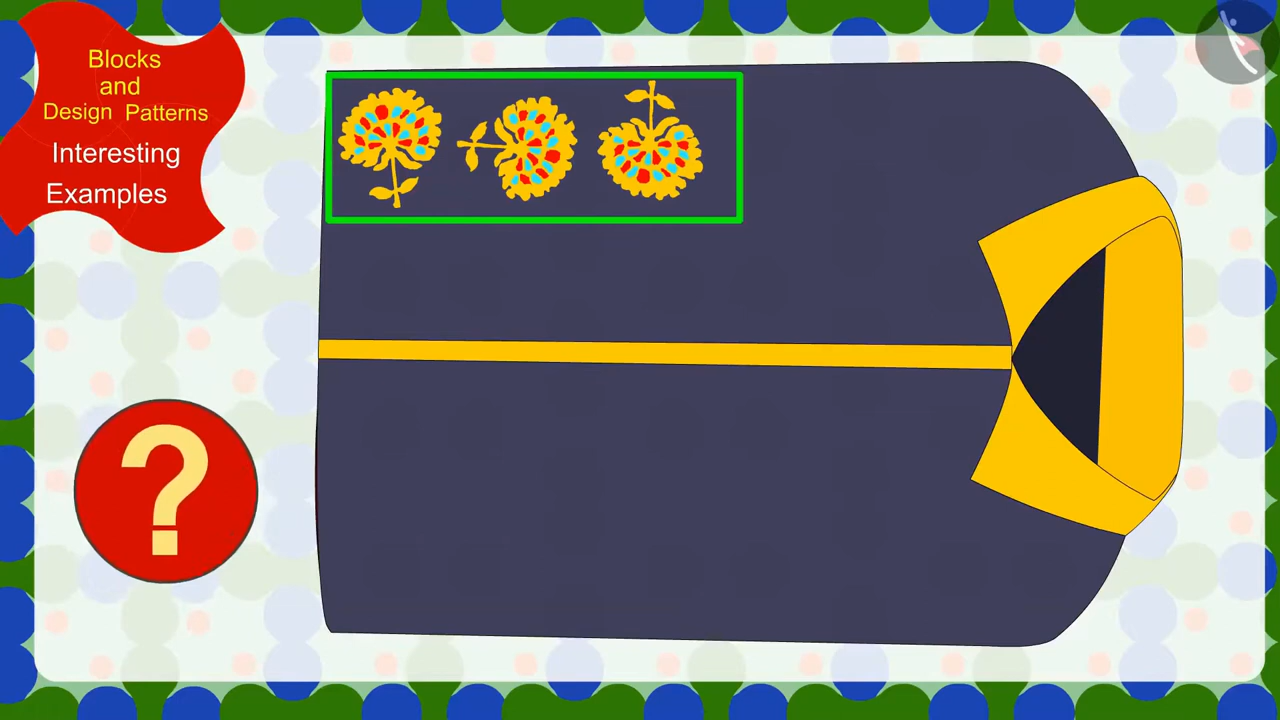 Blocks
and
Design Patterns
Interesting
Examples
?